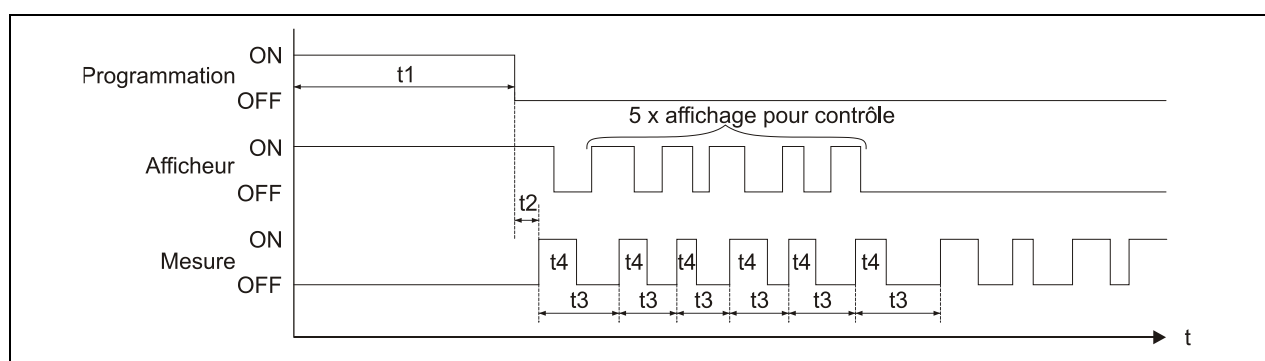 ON
Programmation
t1
OFF
5 x affichage pour contrôle
ON
Afficheur
OFF
t2
ON
Mesure
t4 t4 t4 t4 t4 t4
OFF
t3 t3 t3 t3 t3 t3
t